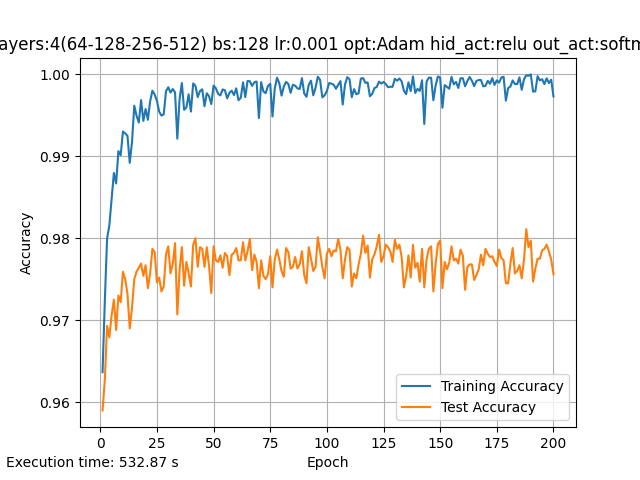 ayers:4(64-128-256-512) bs:128 lr:0.001 opt:Adam hid_act:relu out_act:softm
1.00
0.99
0.98
0.97
0.96
Accuracy
Training Accuracy
Test Accuracy
0 25 50 75 100 125 150 175 200
Execution time: 532.87 s
Epoch